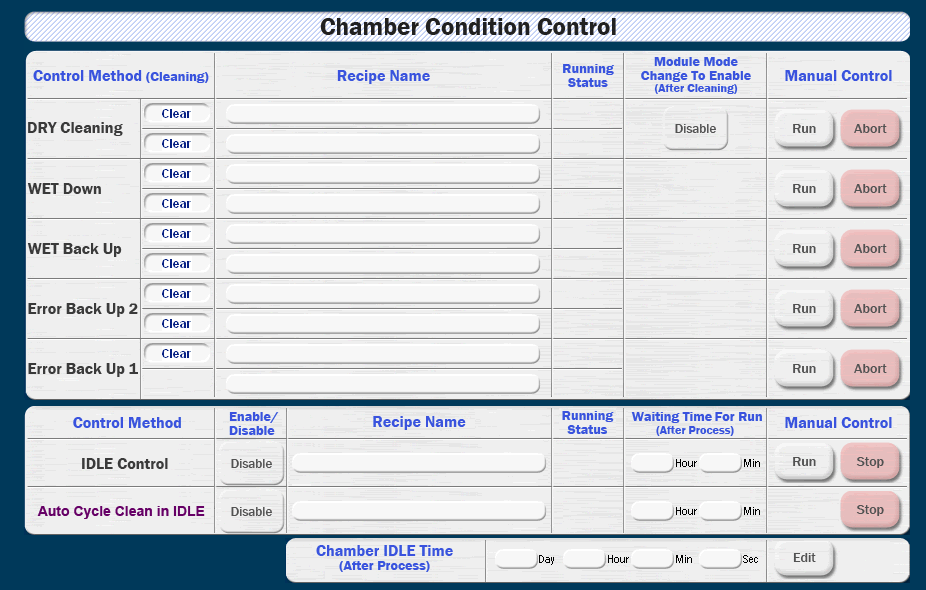 Chamber Condition Control
Control Method (Cleaning)
Recipe Name
Running
Status
Module Mode
Change To Enable
(After Cleaning)
Manual Control
DRY Cleaning
Clear
Clear
Disable
Run
Abort
WET Down
Clear
Clear
Run
Abort
WET Back Up
Clear
Clear
Run
Abort
Error Back Up 2
Clear
Clear
Run
Abort
Error Back Up 1
Clear
Run
Abort
Control Method
Enable/
Disable
Recipe Name
Running
Status
Waiting Time For Run
(After Process)
Manual Control
IDLE Control
Disable
Hour
Min
Run
Stop
Auto Cycle Clean in IDLE
Disable
Hour
Min
Stop
Chamber IDLE Time
(After Process)
Day
Hour
Min
Sec
Edit